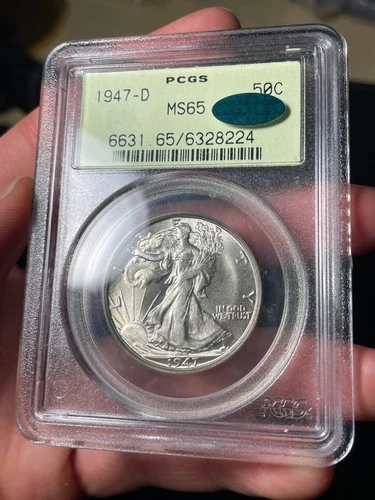 PCGS
1947-D 50C
MS65
6631.65/6328224
L E T Y
IN GOD
WE TRUST
1947
PCGS